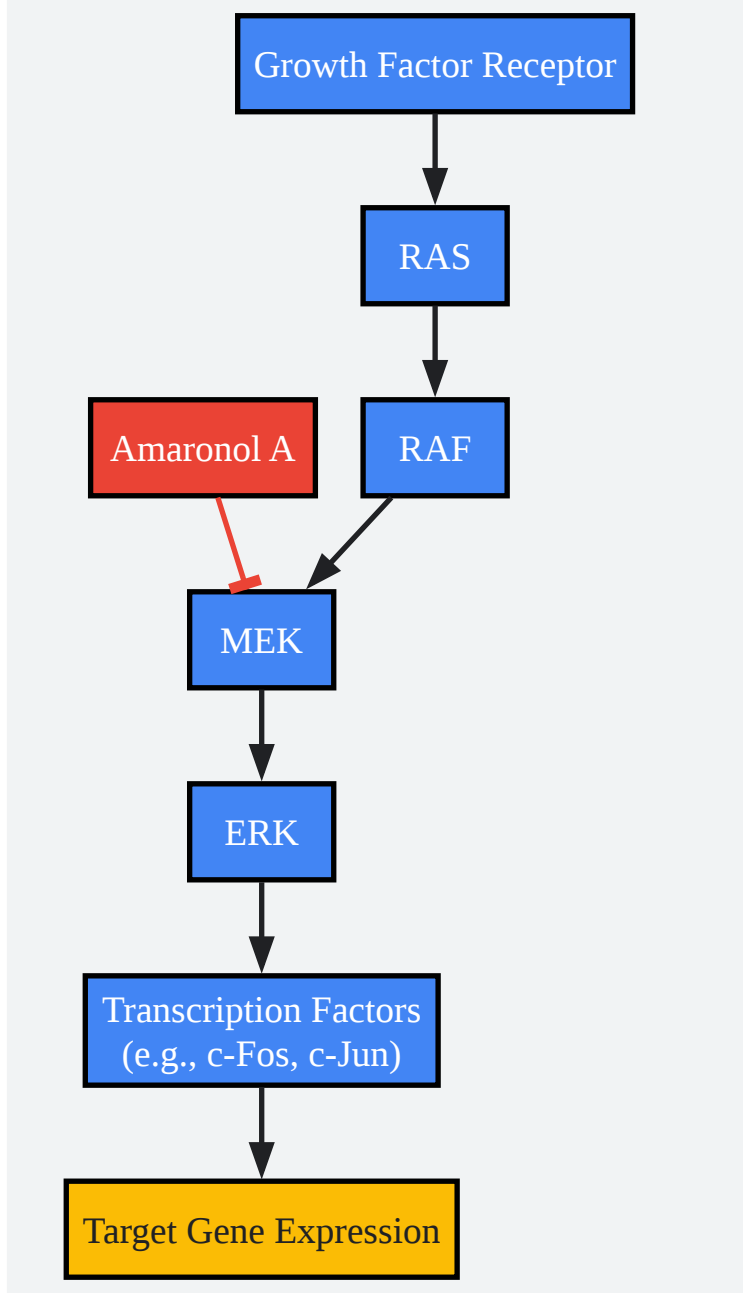 Growth Factor Receptor
RAS
Amaronol A
RAF
MEK
ERK
Transcription Factors
(e.g., c-Fos, c-Jun)
Target Gene Expression